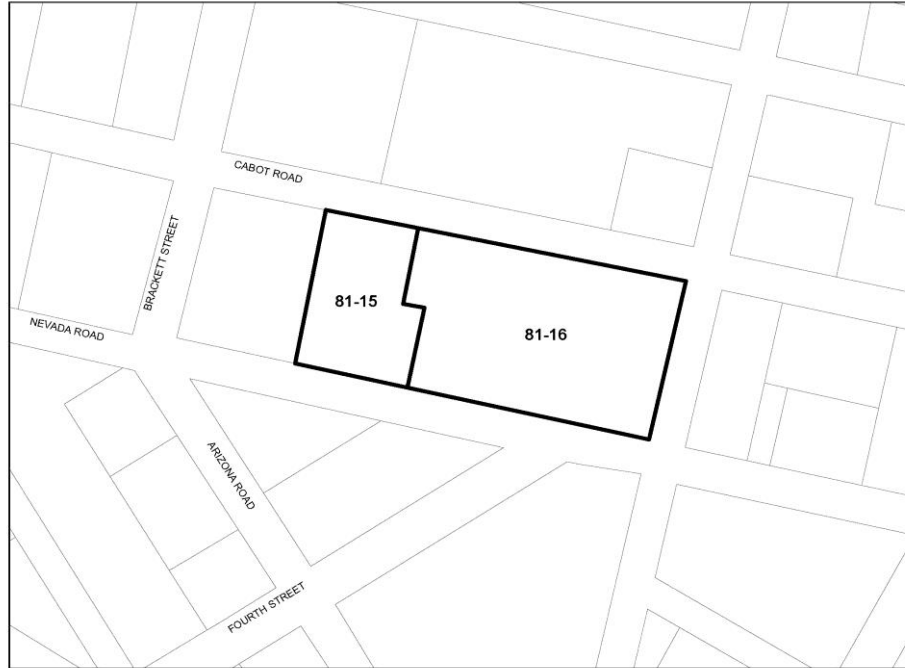 CABOT ROAD
BRACKETT STREET
81-15
81-16
NEVADA ROAD
ARIZONA ROAD
FOURTH STREET